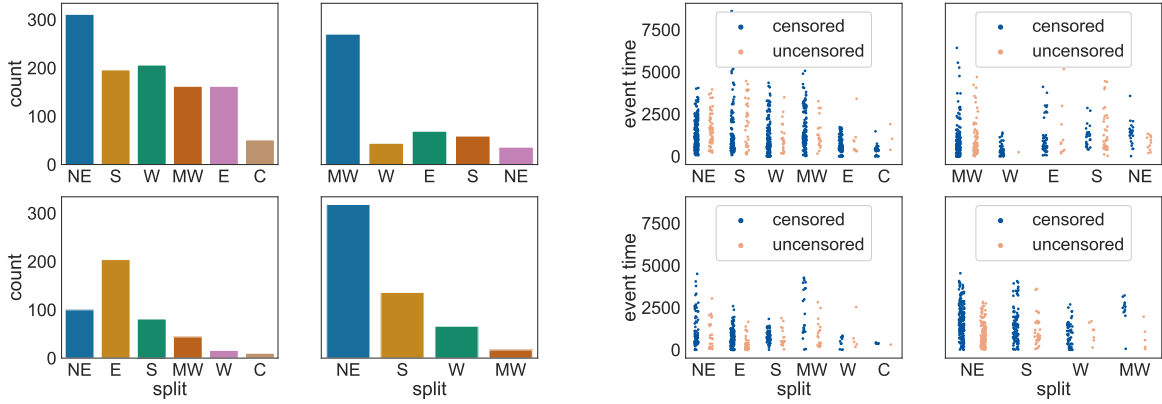 300
200
100
0
count
NE S W MW E C
MW W E S NE
300
200
100
0
count
NE E S MW W C
split
NE S W MW
split
7500
5000
2500
0
event time
censored
uncensored
NE S W MW E C
censored
uncensored
MW W E S NE
7500
5000
2500
0
event time
censored
uncensored
NE E S MW W C
split
censored
uncensored
NE S W MW
split